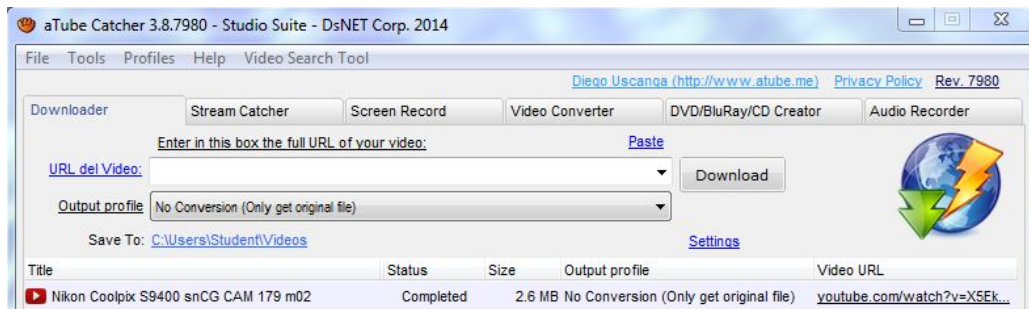 aTube Catcher 3.8.7980 - Studio Suite - DsNET Corp. 2014
File Tools Profiles Help Video Search Tool
Diego Uscanga (http://www.atube.me) Privacy Policy Rev. 7980
Downloader Stream Catcher Screen Record Video Converter DVD/BluRay/CD Creator Audio Recorder
Enter in this box the full URL of your video: Paste
URL del Video: Download
Output profile No Conversion (Only get original file)
Save To: C:\Users\Student\Videos Settings
Title Status Size Output profile Video URL
Nikon Coolpix S9400 snCG CAM 179 m02 Completed 2.6 MB No Conversion (Only get original file) youtube.com/watch?v=X5Ek...